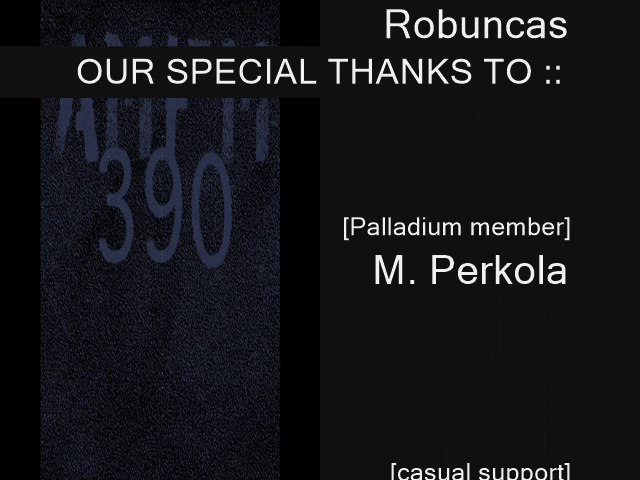 Robuncas
OUR SPECIAL THANKS TO ::
390
[Palladium member]
M. Perkola
[casual support]